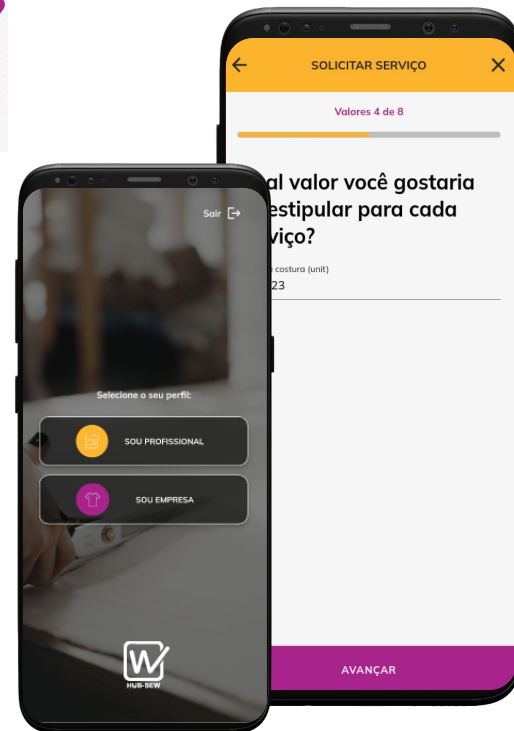 SOLICITAR SERVIÇO
Valores 4 de 8
al valor você gostaria
estipular para cada
viço?
costura (unit)
23
AVANÇAR
Sair
Selecione o seu perfil:
SOU PROFISSIONAL
SOU EMPRESA
W
HUB-SEW